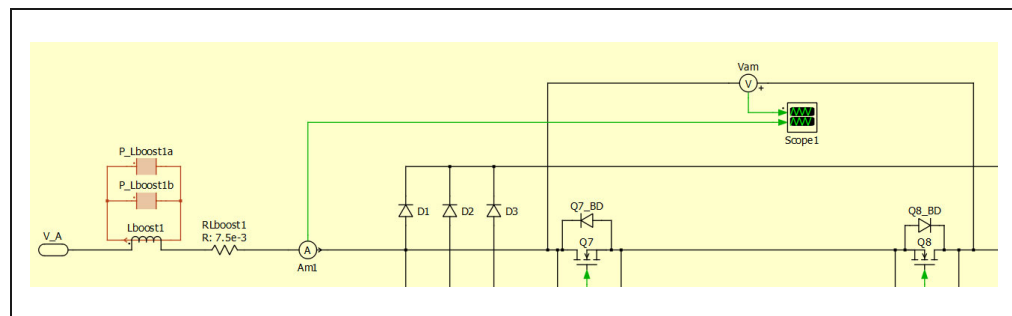 Vam
V
+
Scope1
P_Lboost1a
P_Lboost1b
Lboost1
RLboost1
R: 7.5e-3
V_A
A
Am1
D1
D2
D3
Q7_BD
Q7
Q8_BD
Q8